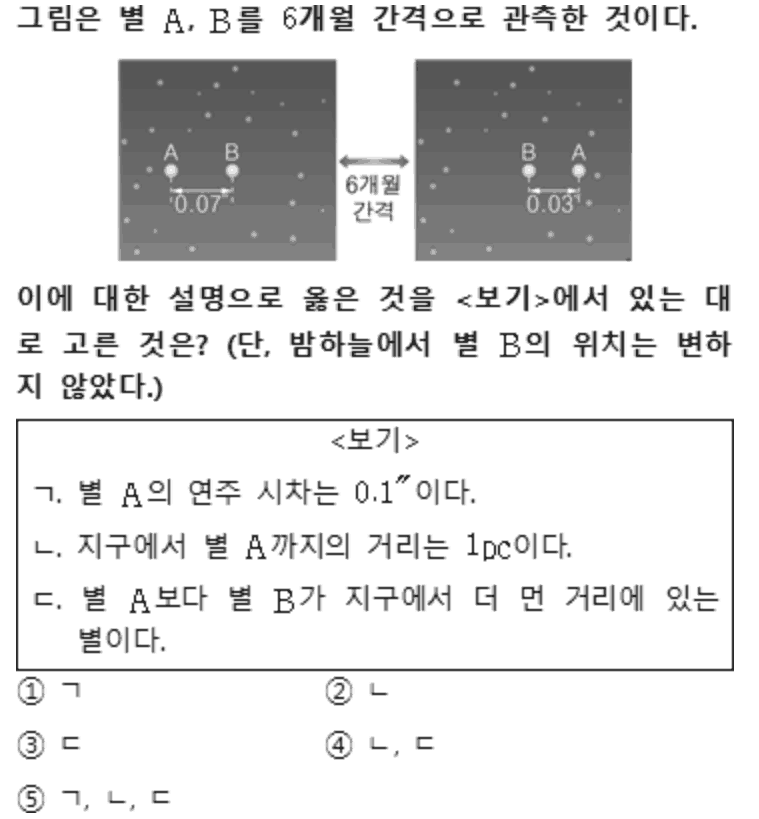 그림은 별 A, B를 6개월 간격으로 관측한 것이다.
A B
0.07″
6개월
간격
B A
0.03″
이에 대한 설명으로 옳은 것을 <보기>에서 있는 대
로 고른 것은? (단, 밤하늘에서 별 B의 위치는 변하
지 않았다.)
<보기>
ㄱ. 별 A의 연주 시차는 0.1″이다.
ㄴ. 지구에서 별 A까지의 거리는 1pc이다.
ㄷ. 별 A보다 별 B가 지구에서 더 먼 거리에 있는
별이다.
① ㄱ ② ㄴ
③ ㄷ ④ ㄴ, ㄷ
⑤ ㄱ, ㄴ, ㄷ